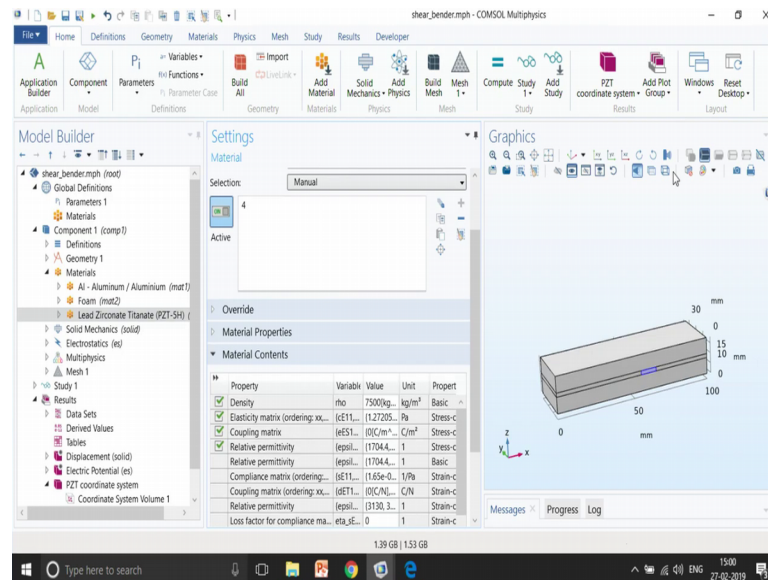 shear_bender.mph - COMSOL Multiphysics
File Home Definitions Geometry Materials Physics Mesh Study Results Developer
Application Builder
Component
Parameters
Variables
Functions
Parameter Case
Build All
Import
LiveLink
Add Material
Solid Mechanics
Add Physics
Build Mesh
Mesh 1
Compute
Study 1
Add Study
PZT coordinate system
Add Plot Group
Windows
Reset Desktop
Application Model Definitions Geometry Materials Physics Mesh Study Results Layout
Model Builder
shear_bender.mph (root)
Global Definitions
Parameters 1
Materials
Component 1 (comp1)
Definitions
Geometry 1
Materials
Al - Aluminum / Aluminium (mat1)
Foam (mat2)
Lead Zirconate Titanate (PZT-5H) (
Solid Mechanics (solid)
Electrostatics (es)
Multiphysics
Mesh 1
Study 1
Results
Data Sets
Derived Values
Tables
Displacement (solid)
Electric Potential (es)
PZT coordinate system
Coordinate System Volume 1
Settings
Material
Selection: Manual
4
Active
Override
Material Properties
Material Contents
Property Variable Value Unit Propert
Density rho 7500[kg... kg/m³ Basic
Elasticity matrix (ordering: xx,... {cE11,... {1.27205... Pa Stress-c
Coupling matrix {eES1... {0[C/m^... C/m² Stress-c
Relative permittivity {epsil... {1704.4,... 1 Stress-c
Relative permittivity {epsil... {1704.4,... 1 Basic
Compliance matrix (ordering:... {sE11,... {1.65e-0... 1/Pa Strain-c
Coupling matrix (ordering: xx,... {dET1... {0[C/N],... C/N Strain-c
Relative permittivity {epsil... {3130, 3... 1 Strain-c
Loss factor for compliance ma... eta_sE... 0 1 Strain-c
Graphics
mm
30
0
15
10 mm
0
100
50
0
mm
z
y x
Messages Progress Log
1.39 GB | 1.53 GB
Type here to search
ENG
15:00
27-02-2019